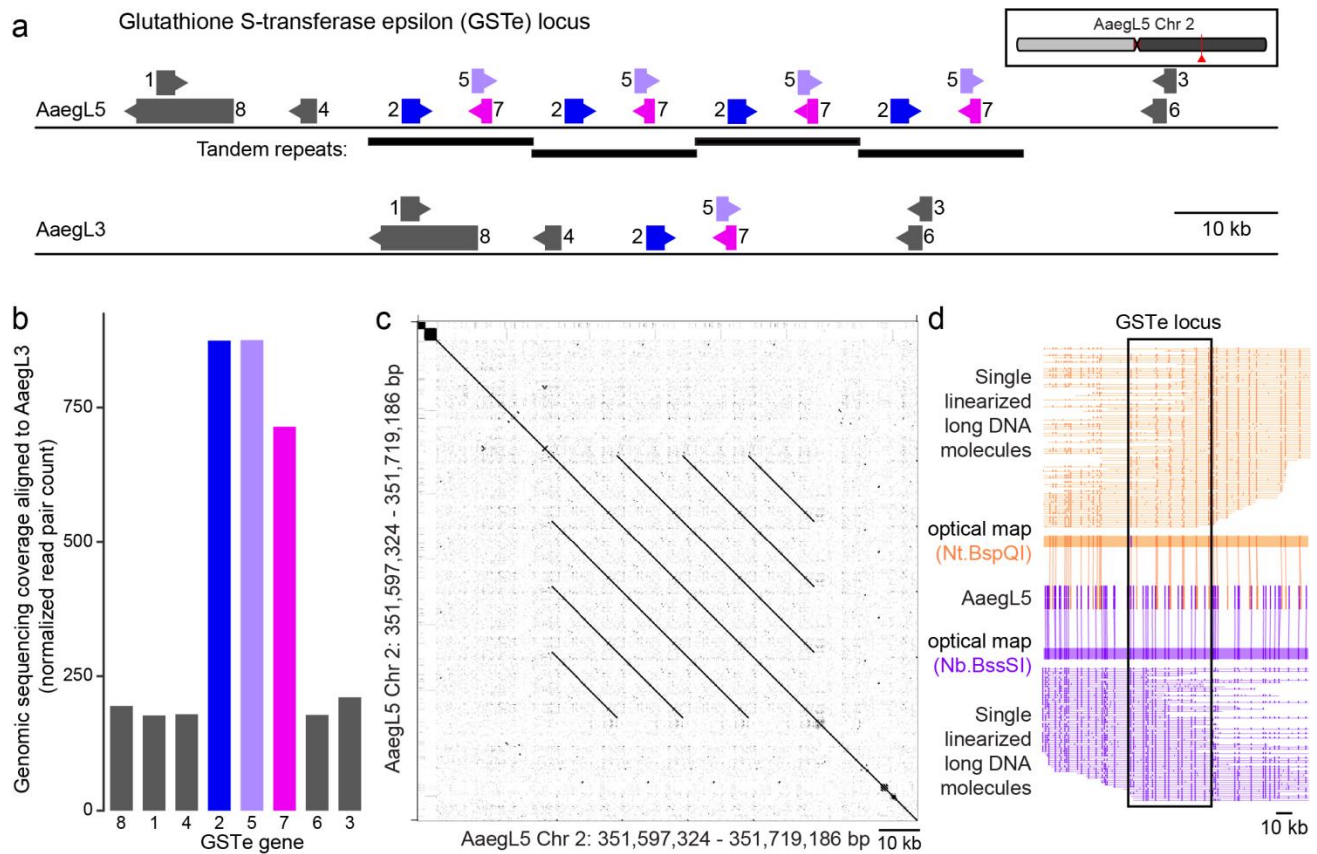 a
Glutathione S-transferase epsilon (GSTe) locus
AaegL5 Chr 2
AaegL5
1
8
4
2
5
7
2
5
7
2
5
7
2
5
7
3
6
Tandem repeats:
AaegL3
1
8
4
2
5
7
3
6
10 kb
b
Genomic sequencing coverage aligned to AaegL3
(normalized read pair count)
750
500
250
0
8 1 4 2 5 7 6 3
GSTe gene
c
AaegL5 Chr 2: 351,597,324 - 351,719,186 bp
AaegL5 Chr 2: 351,597,324 - 351,719,186 bp
10 kb
d
GSTe locus
Single
linearized
long DNA
molecules
optical map
(Nt.BspQI)
AaegL5
optical map
(Nb.BssSI)
Single
linearized
long DNA
molecules
10 kb